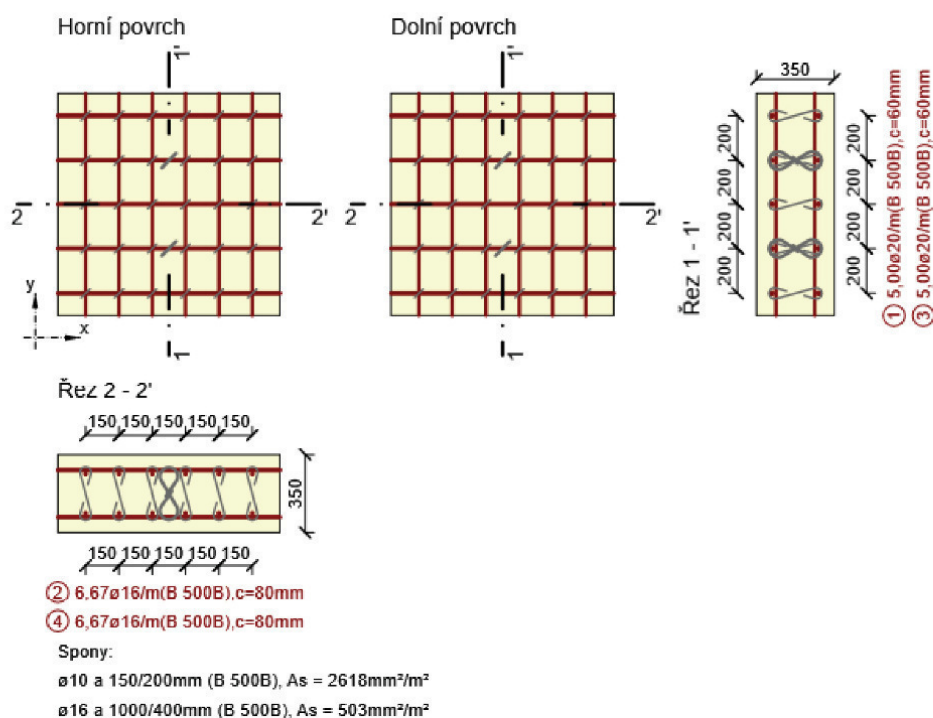 Horní povrch
Dolní povrch
1'
1'
2
2'
2
2'
y
x
1
1
350
200
200
200
200
200
200
200
200
Řez 1 - 1'
① 5,00ø20/m(B 500B),c=60mm
③ 5,00ø20/m(B 500B),c=60mm
Řez 2 - 2'
150 150 150 150 150
350
150 150 150 150 150
② 6,67ø16/m(B 500B),c=80mm
④ 6,67ø16/m(B 500B),c=80mm
Spony:
ø10 a 150/200mm (B 500B), As = 2618mm²/m²
ø16 a 1000/400mm (B 500B), As = 503mm²/m²